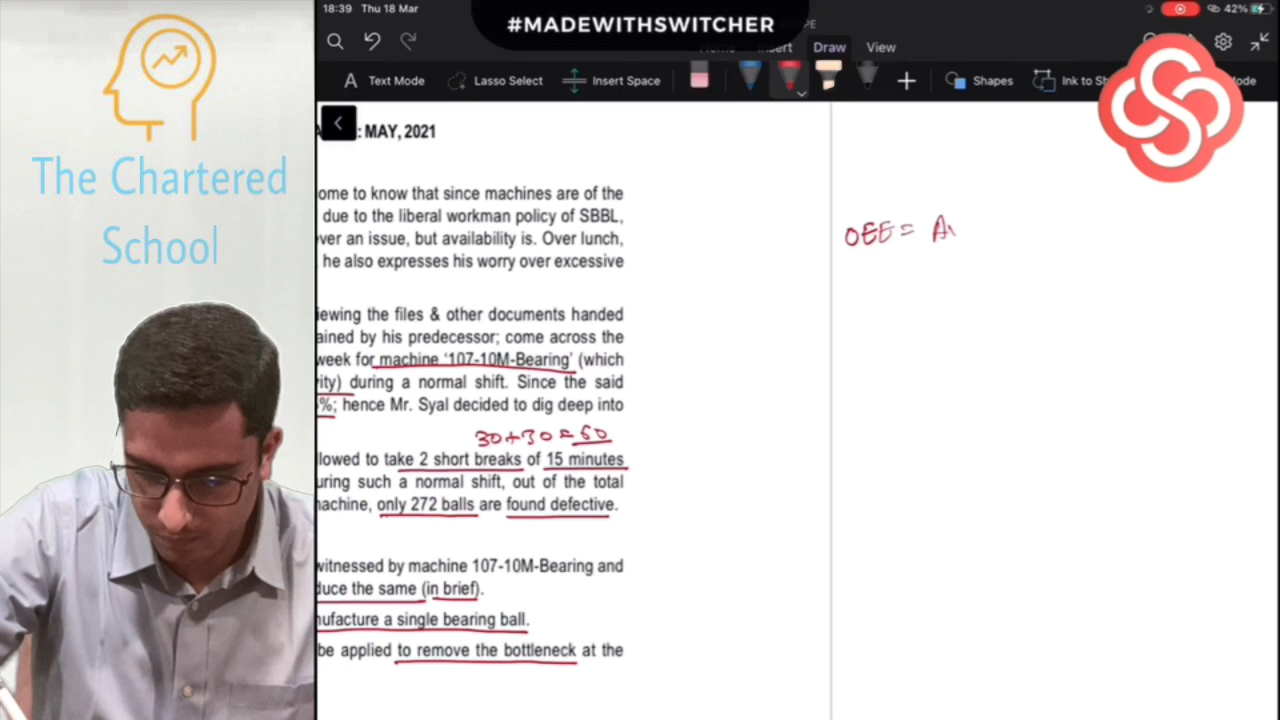 18:39 Thu 18 Mar
#MADEWITHSWITCHER
42%
Draw View
Text Mode Lasso Select Insert Space Shapes Ink to Sh
The Chartered
School
: MAY, 2021
ome to know that since machines are of the
due to the liberal workman policy of SBBL,
ver an issue, but availability is. Over lunch,
he also expresses his worry over excessive
OEE = A
iewing the files & other documents handed
ained by his predecessor; come across the
week for machine '107-10M-Bearing' (which
vity) during a normal shift. Since the said
%; hence Mr. Syal decided to dig deep into
30+30=60
llowed to take 2 short breaks of 15 minutes
uring such a normal shift, out of the total
nachine, only 272 balls are found defective.
witnessed by machine 107-10M-Bearing and
duce the same (in brief).
nufacture a single bearing ball.
be applied to remove the bottleneck at the